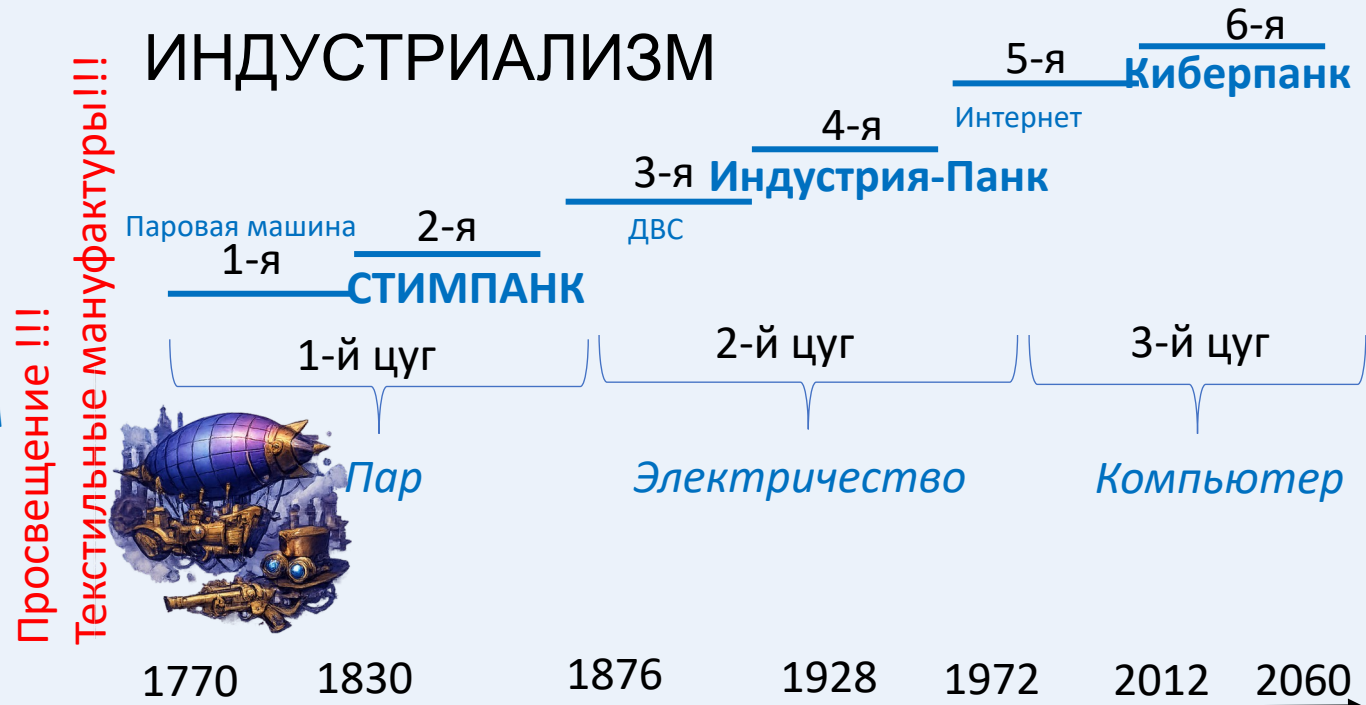 Просвещение !!!
Текстильные мануфактуры!!!
ИНДУСТРИАЛИЗМ
6-я
Киберпанк
5-я
Интернет
4-я
Индустрия-Панк
3-я
ДВС
Паровая машина
2-я
1-я
СТИМПАНК
1-й цуг
2-й цуг
3-й цуг
Пар
Электричество
Компьютер
1770 1830 1876 1928 1972 2012 2060